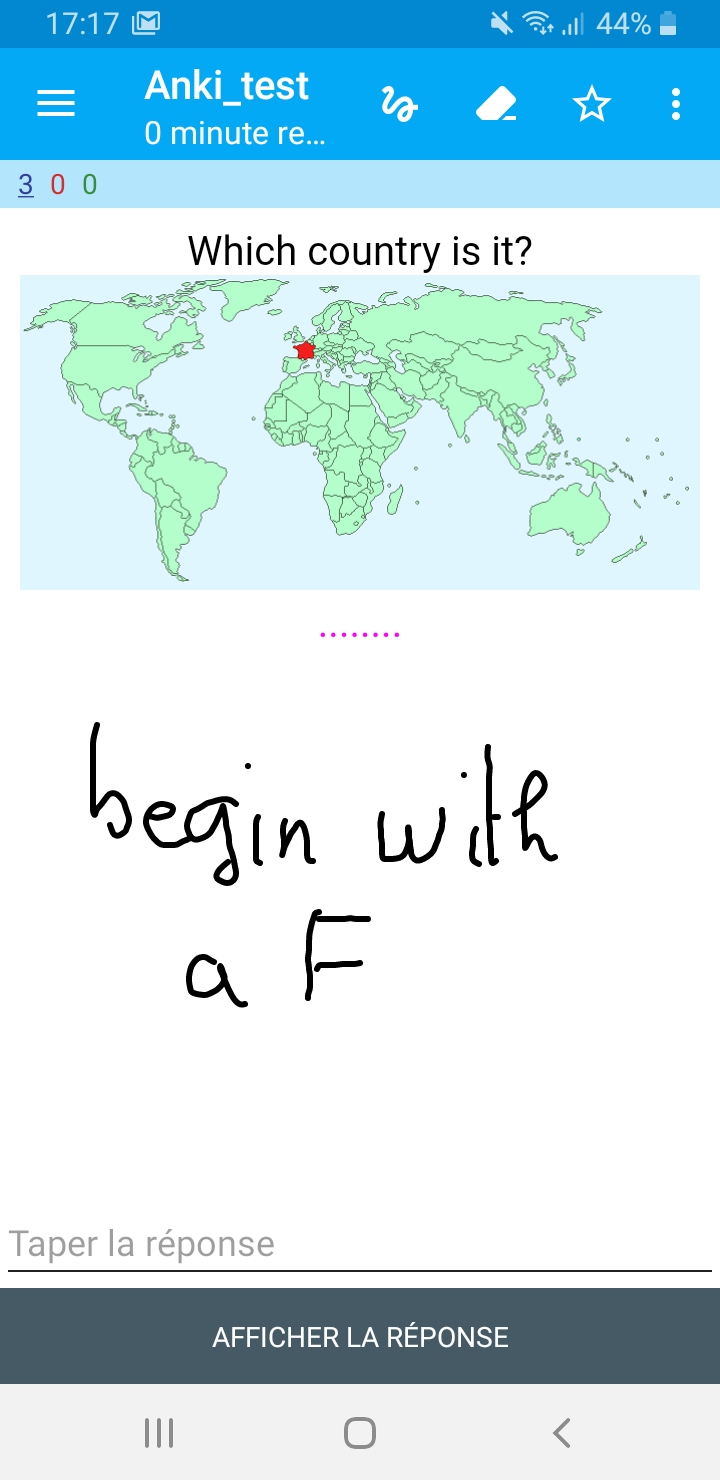 17:17 44%
Anki_test
0 minute re...
3 0 0
Which country is it?
........
begin with
a F
Taper la réponse
AFFICHER LA RÉPONSE